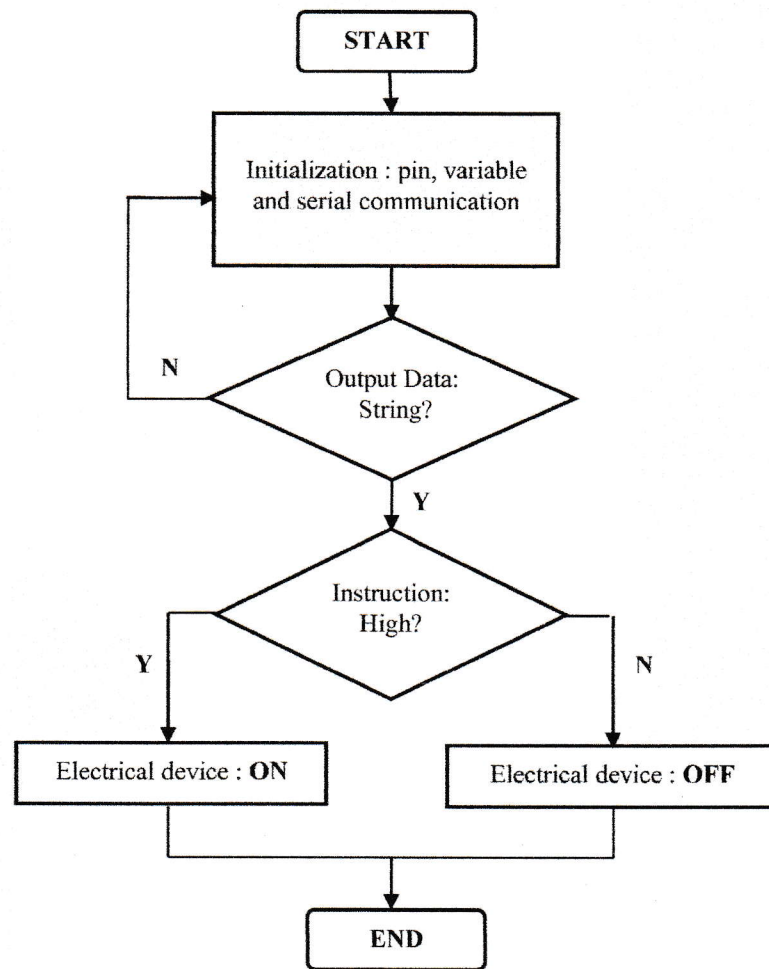 START
Initialization : pin, variable
and serial communication
N
Output Data:
String?
Y
Instruction:
High?
Y
N
Electrical device : ON
Electrical device : OFF
END